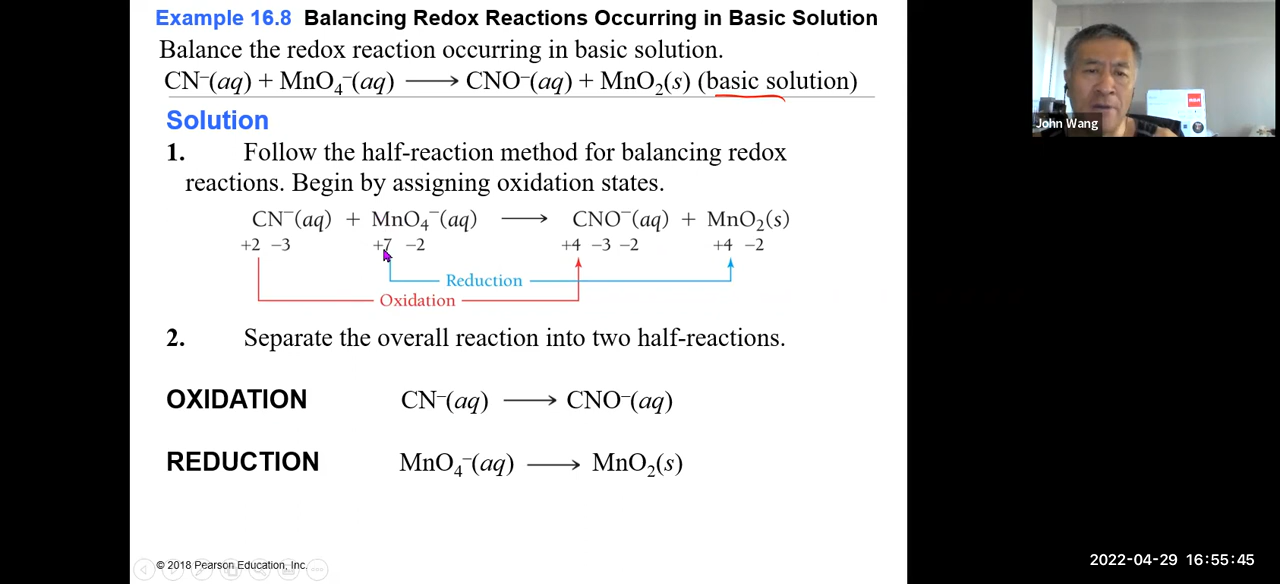 Example 16.8 Balancing Redox Reactions Occurring in Basic Solution
Balance the redox reaction occurring in basic solution.
CN⁻(aq) + MnO₄⁻(aq) ⟶ CNO⁻(aq) + MnO₂(s) (basic solution)
Solution
1. Follow the half-reaction method for balancing redox
reactions. Begin by assigning oxidation states.
CN⁻(aq) + MnO₄⁻(aq) ⟶ CNO⁻(aq) + MnO₂(s)
+2 −3 +7 −2 +4 −3 −2 +4 −2
Reduction
Oxidation
2. Separate the overall reaction into two half-reactions.
OXIDATION CN⁻(aq) ⟶ CNO⁻(aq)
REDUCTION MnO₄⁻(aq) ⟶ MnO₂(s)
© 2018 Pearson Education, Inc.
RCA
John Wang
2022-04-29 16:55:45